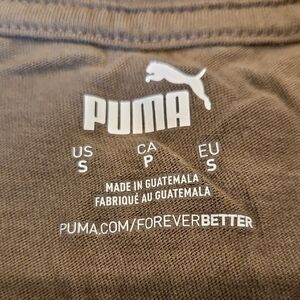 PUMA
US CA EU
S P S
MADE IN GUATEMALA
FABRIQUÉ AU GUATEMALA
PUMA.COM/FOREVERBETTER